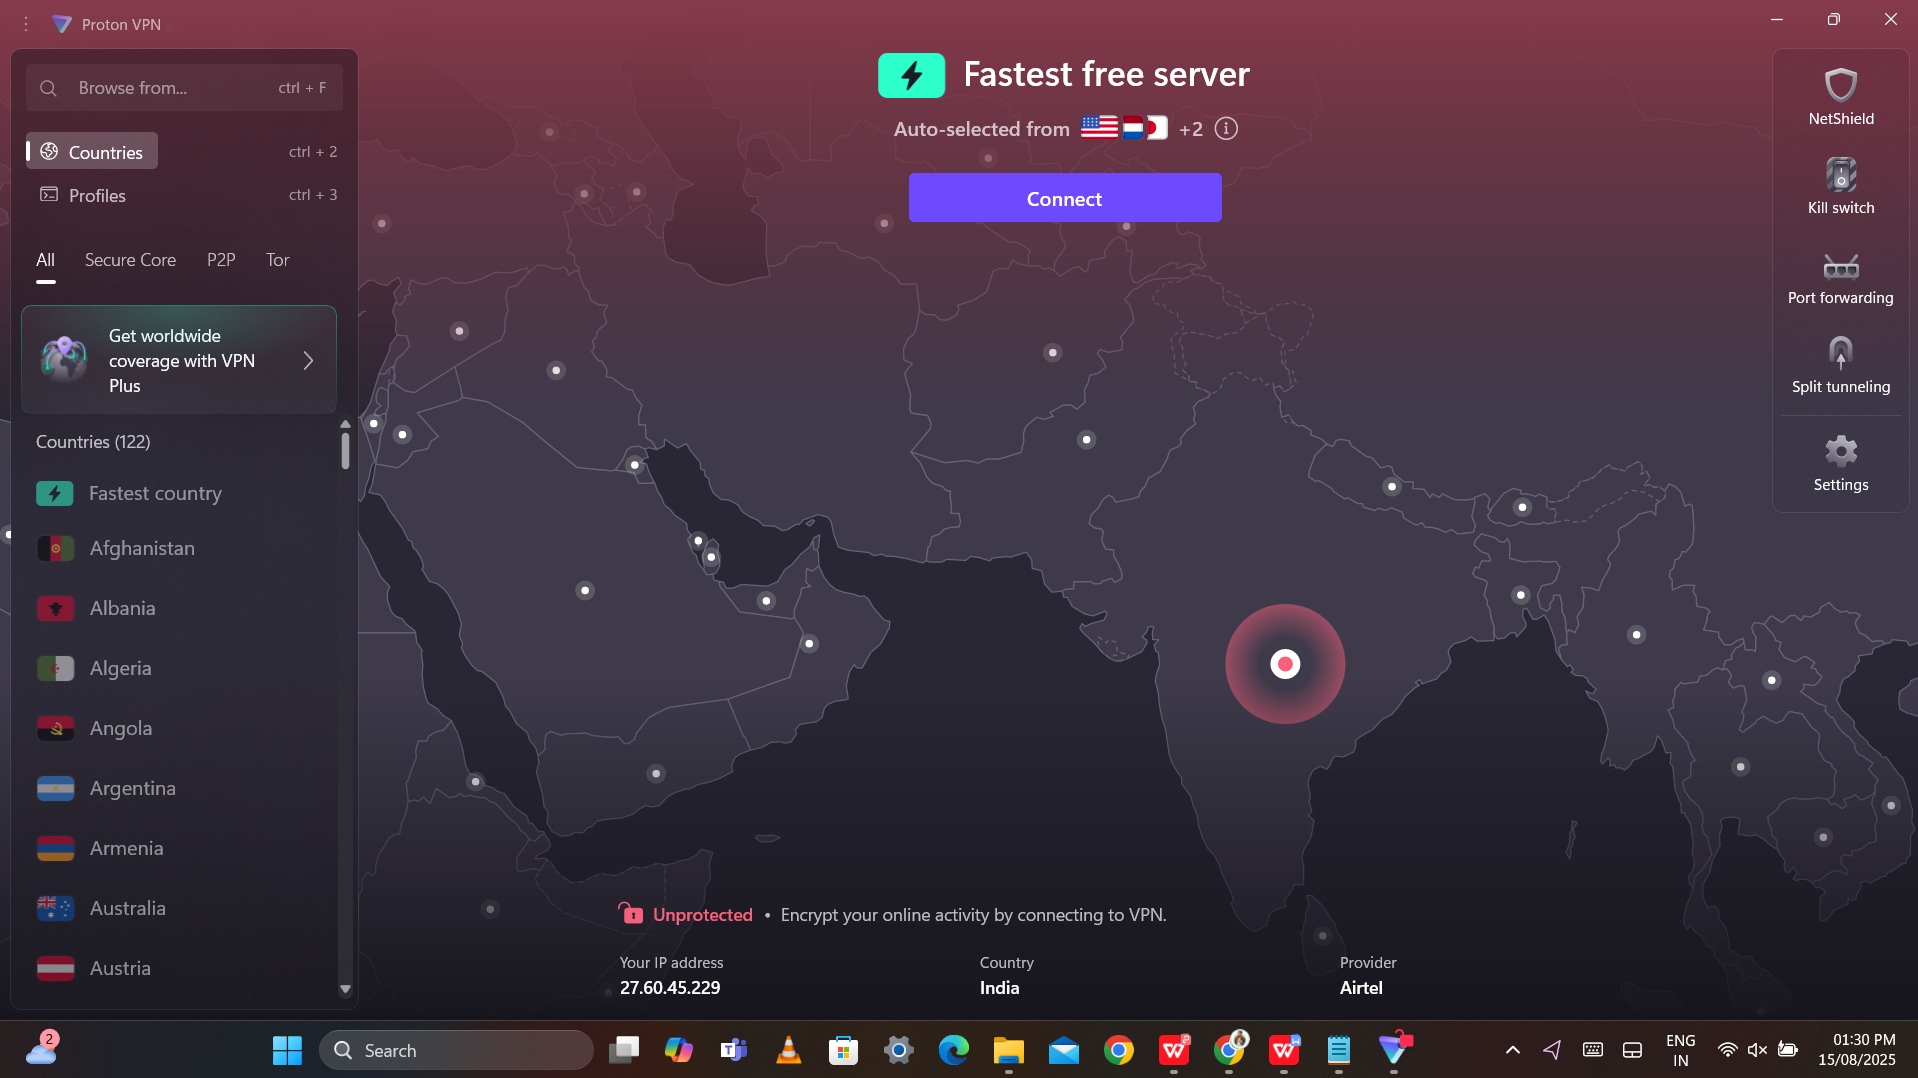 Proton VPN
Browse from...
ctrl + F
Countries
ctrl + 2
Profiles
ctrl + 3
All
Secure Core
P2P
Tor
Get worldwide
coverage with VPN
Plus
Countries (122)
Fastest country
Afghanistan
Albania
Algeria
Angola
Argentina
Armenia
Australia
Austria
Fastest free server
Auto-selected from
+2
Connect
NetShield
Kill switch
Port forwarding
Split tunneling
Settings
Unprotected • Encrypt your online activity by connecting to VPN.
Your IP address
27.60.45.229
Country
India
Provider
Airtel
2
Search
ENG
IN
01:30 PM
15/08/2025